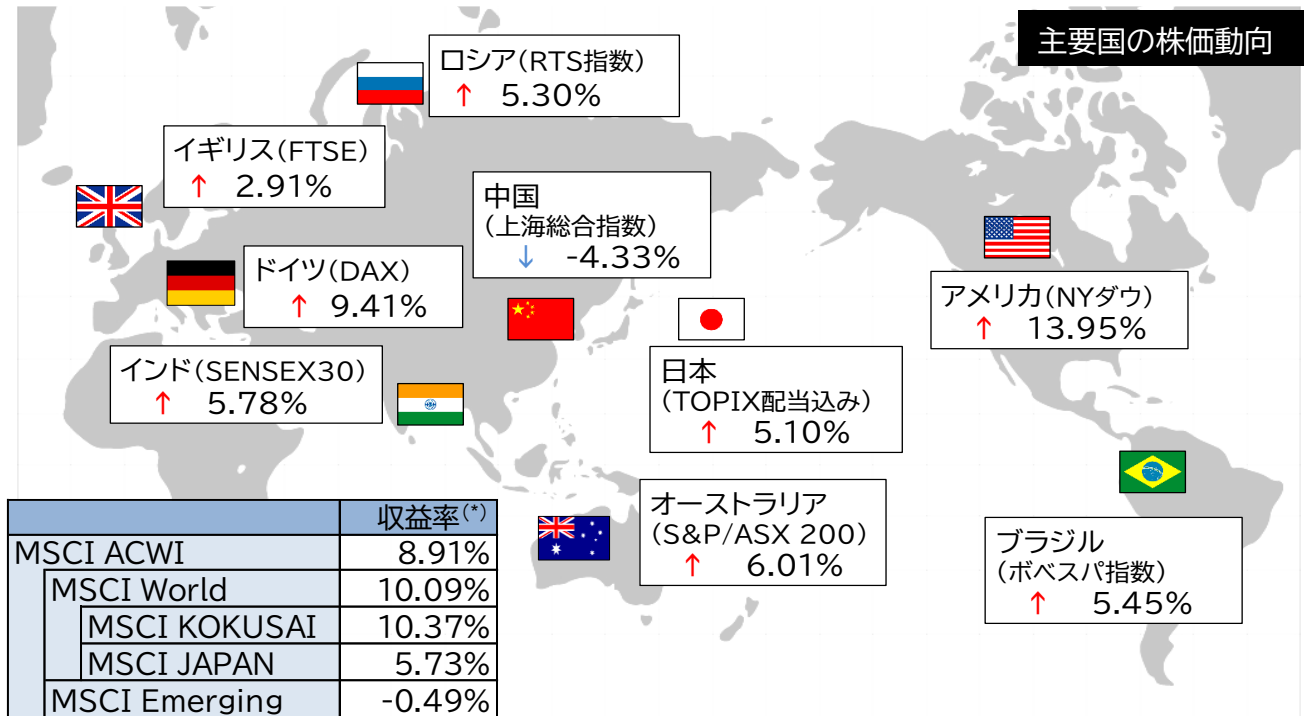 主要国の株価動向
ロシア(RTS指数)
↑ 5.30%
イギリス(FTSE)
↑ 2.91%
中国
(上海総合指数)
↓ -4.33%
ドイツ(DAX)
↑ 9.41%
アメリカ(NYダウ)
↑ 13.95%
インド(SENSEX30)
↑ 5.78%
日本
(TOPIX配当込み)
↑ 5.10%
オーストラリア
(S&P/ASX 200)
↑ 6.01%
ブラジル
(ボベスパ指数)
↑ 5.45%
収益率(*)
MSCI ACWI 8.91%
MSCI World 10.09%
MSCI KOKUSAI 10.37%
MSCI JAPAN 5.73%
MSCI Emerging -0.49%